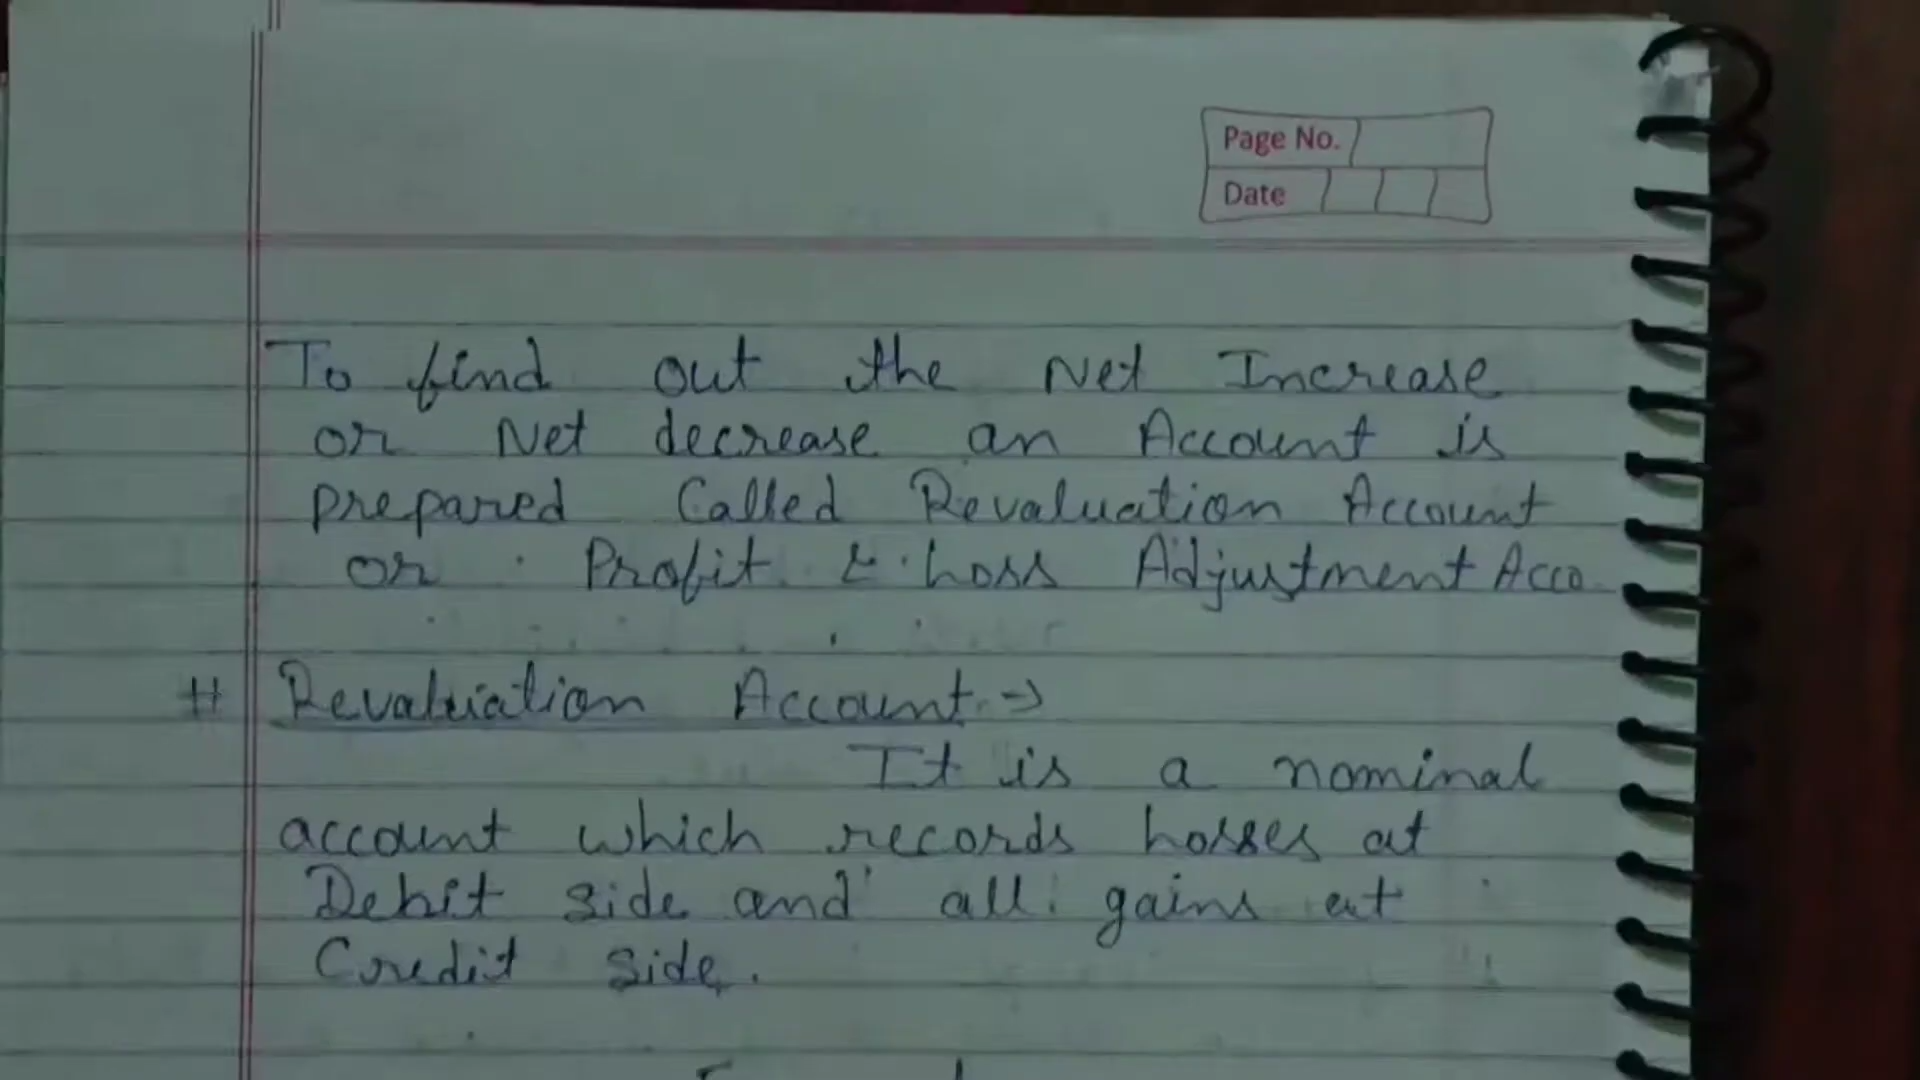 Page No.
Date
To find out the Net Increase
or Net decrease an Account is
prepared Called Revaluation Account
or Profit & Loss Adjustment Acco
# Revaluation Account →
It is a nominal
account which records Losses at
Debit side and all gains at
Credit side.